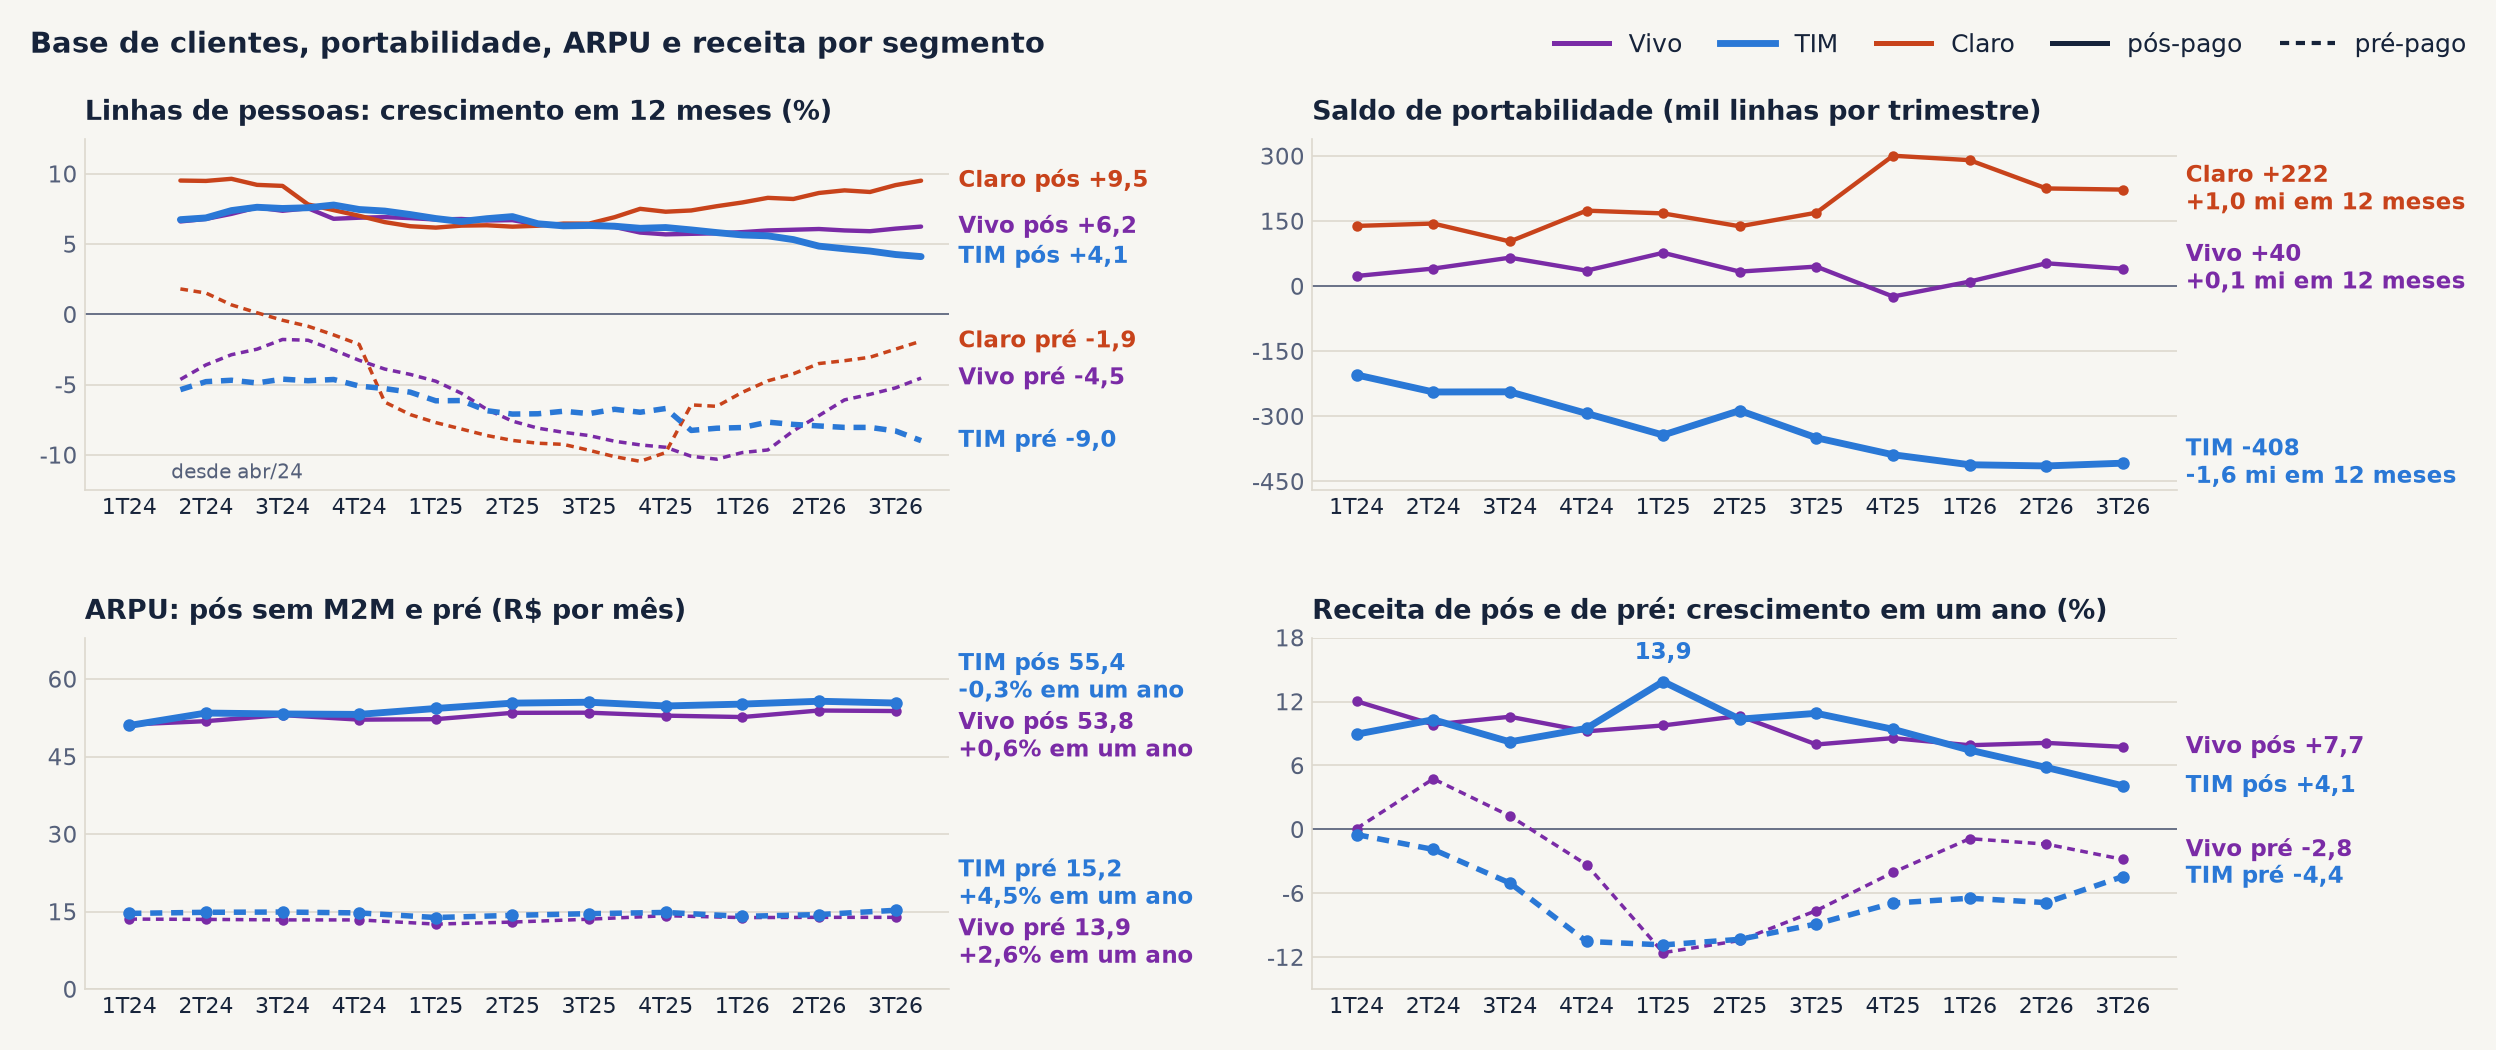 Base de clientes, portabilidade, ARPU e receita por segmento
Vivo
TIM
Claro
pós-pago
pré-pago
Linhas de pessoas: crescimento em 12 meses (%)
10
5
0
-5
-10
desde abr/24
1T24 2T24 3T24 4T24 1T25 2T25 3T25 4T25 1T26 2T26 3T26
Claro pós +9,5
Vivo pós +6,2
TIM pós +4,1
Claro pré -1,9
Vivo pré -4,5
TIM pré -9,0
Saldo de portabilidade (mil linhas por trimestre)
300
150
0
-150
-300
-450
1T24 2T24 3T24 4T24 1T25 2T25 3T25 4T25 1T26 2T26 3T26
Claro +222
+1,0 mi em 12 meses
Vivo +40
+0,1 mi em 12 meses
TIM -408
-1,6 mi em 12 meses
ARPU: pós sem M2M e pré (R$ por mês)
60
45
30
15
0
1T24 2T24 3T24 4T24 1T25 2T25 3T25 4T25 1T26 2T26 3T26
TIM pós 55,4
-0,3% em um ano
Vivo pós 53,8
+0,6% em um ano
TIM pré 15,2
+4,5% em um ano
Vivo pré 13,9
+2,6% em um ano
Receita de pós e de pré: crescimento em um ano (%)
18
12
6
0
-6
-12
13,9
1T24 2T24 3T24 4T24 1T25 2T25 3T25 4T25 1T26 2T26 3T26
Vivo pós +7,7
TIM pós +4,1
Vivo pré -2,8
TIM pré -4,4